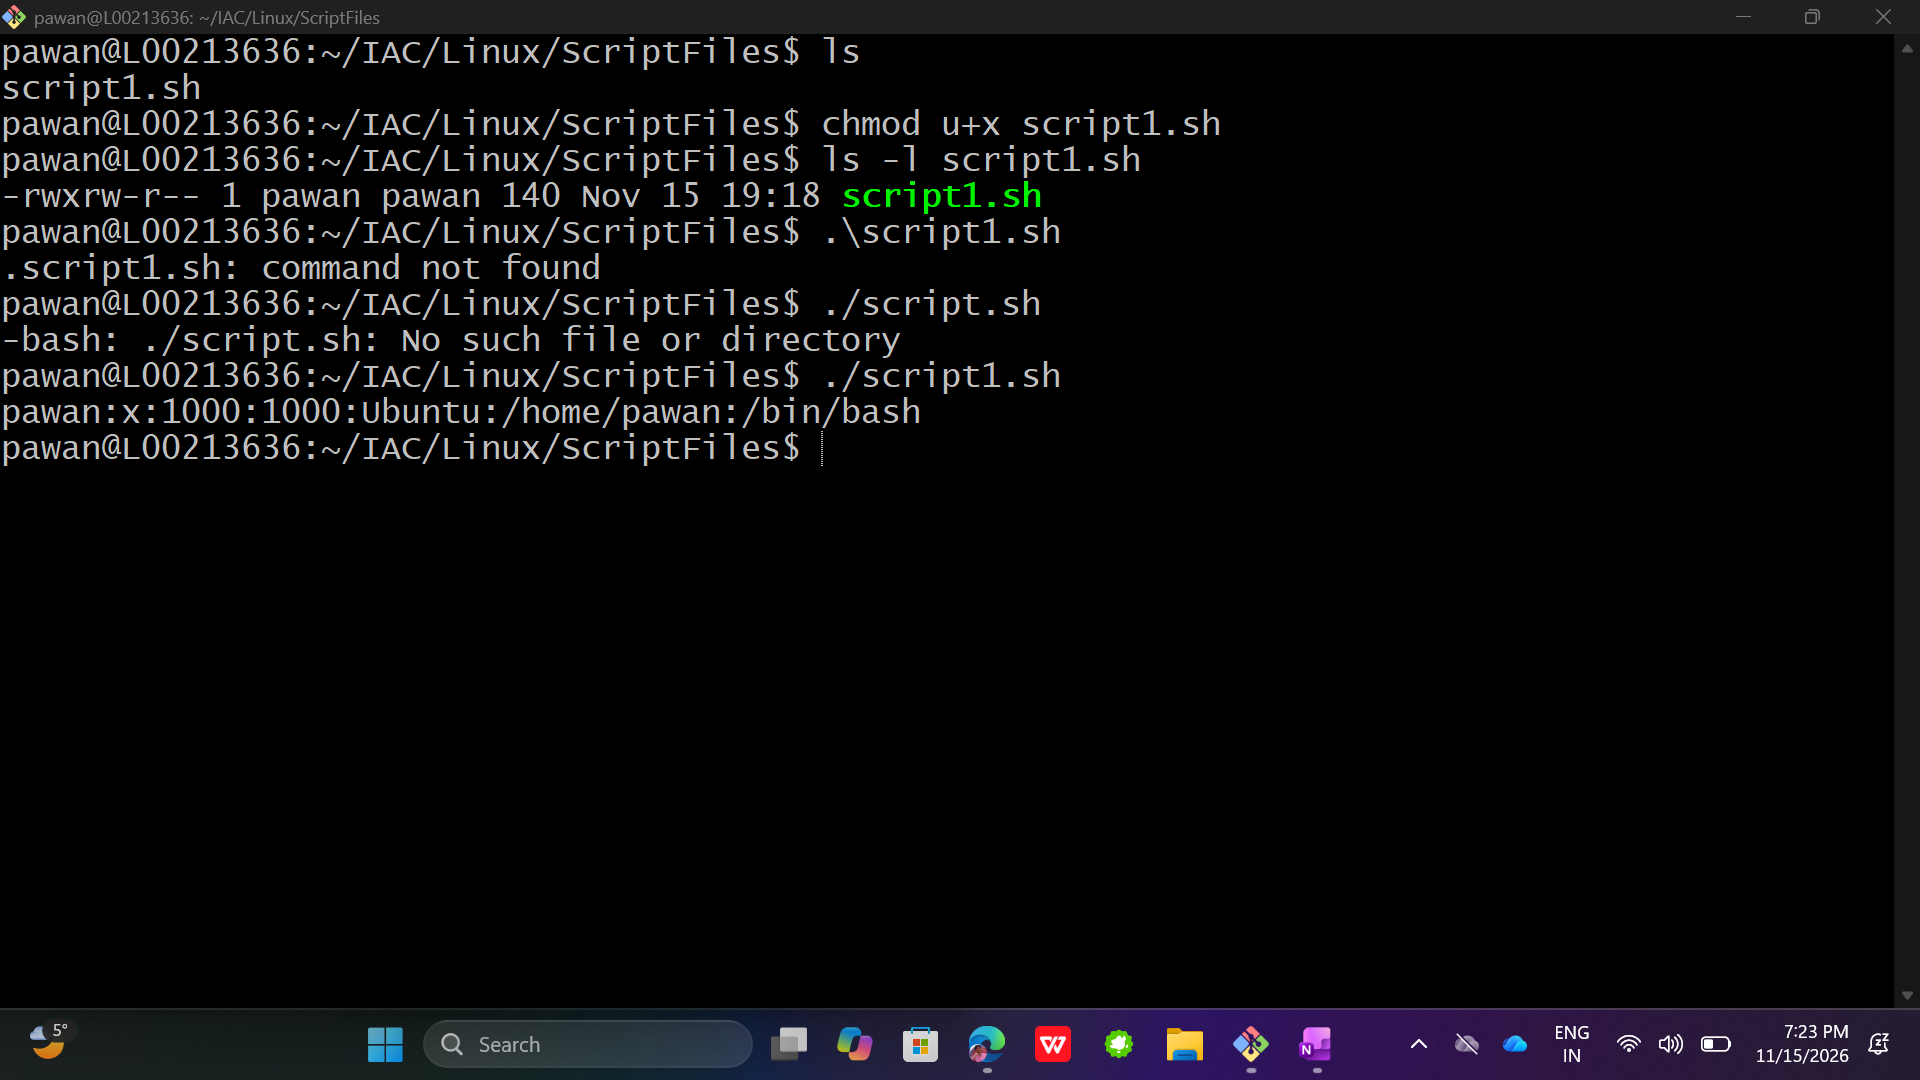 pawan@L00213636: ~/IAC/Linux/ScriptFiles
pawan@L00213636:~/IAC/Linux/ScriptFiles$ ls
script1.sh
pawan@L00213636:~/IAC/Linux/ScriptFiles$ chmod u+x script1.sh
pawan@L00213636:~/IAC/Linux/ScriptFiles$ ls -l script1.sh
-rwxrw-r-- 1 pawan pawan 140 Nov 15 19:18 script1.sh
pawan@L00213636:~/IAC/Linux/ScriptFiles$ .\script1.sh
.script1.sh: command not found
pawan@L00213636:~/IAC/Linux/ScriptFiles$ ./script.sh
-bash: ./script.sh: No such file or directory
pawan@L00213636:~/IAC/Linux/ScriptFiles$ ./script1.sh
pawan:x:1000:1000:Ubuntu:/home/pawan:/bin/bash
pawan@L00213636:~/IAC/Linux/ScriptFiles$
5°
Search
W
N
ENG
IN
7:23 PM
11/15/2026